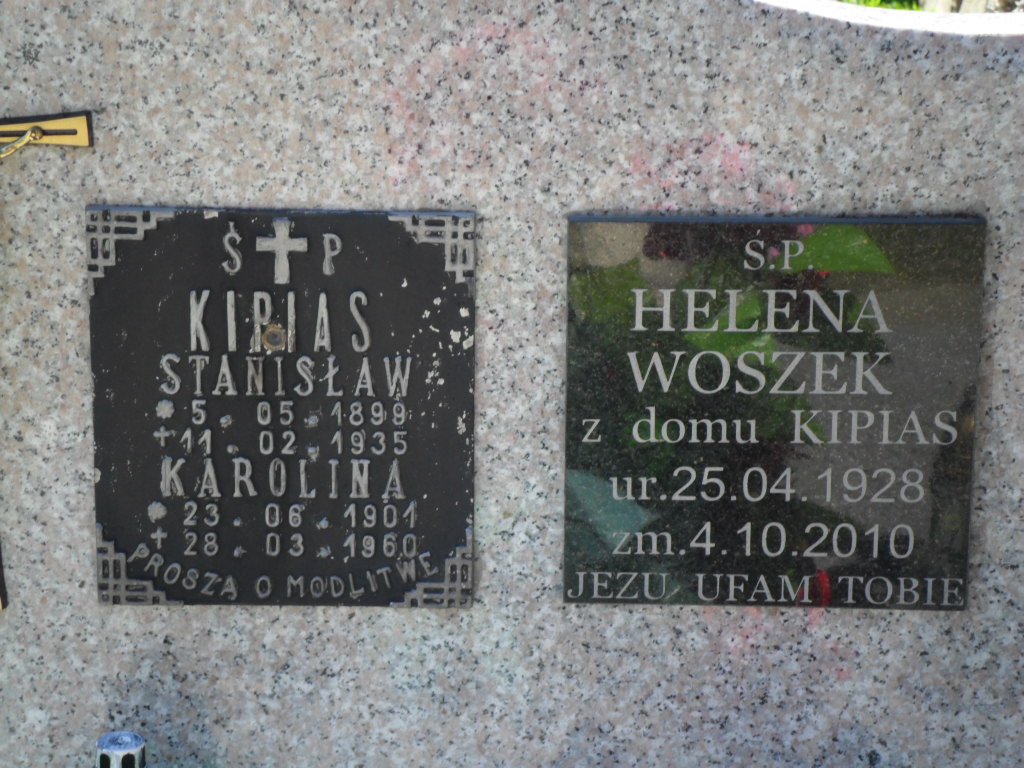 Ś P
KIPIAS
STANISŁAW
5. 05. 1899
11. 02. 1935
KAROLINA
23 06. 1901
28. 03. 1960
PROSZĄ O MODLITWĘ
Ś.P.
HELENA
WOSZEK
z domu KIPIAS
ur.25.04.1928
zm.4.10.2010
JEZU UFAM TOBIE